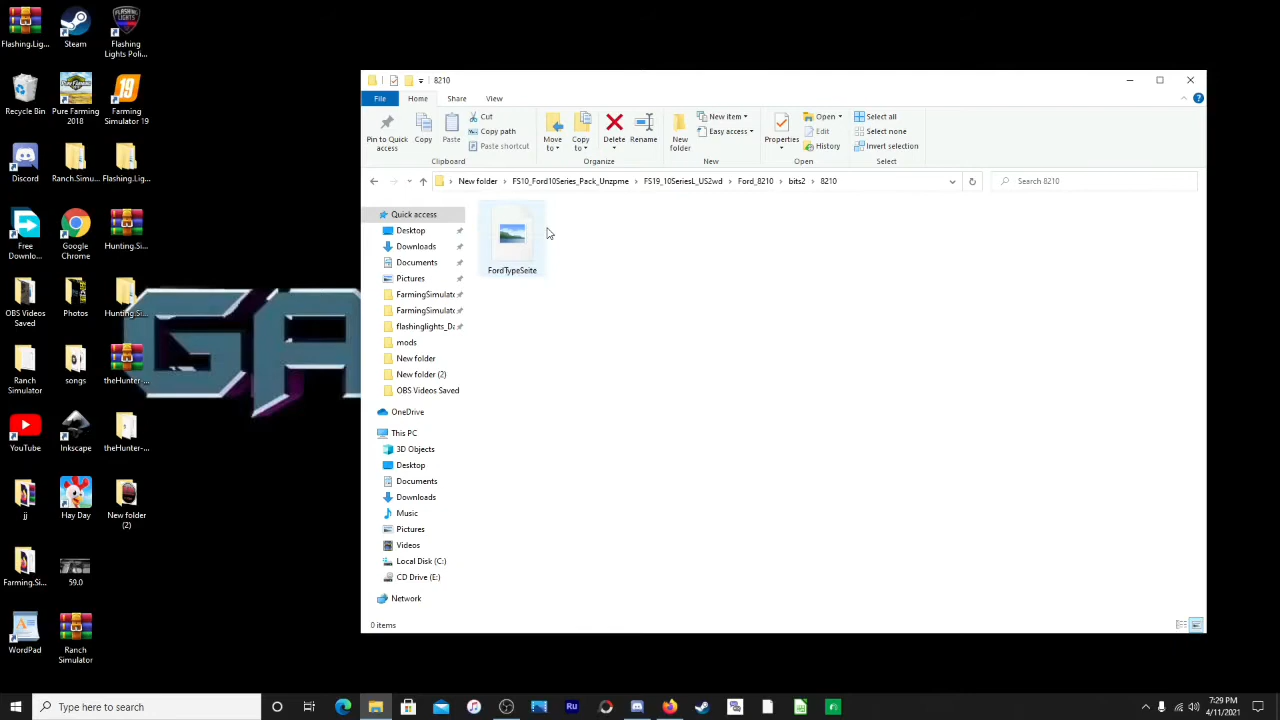 Flashing.Lig...
Steam
Flashing
Lights Poli...
Recycle Bin
Pure Farming
2018
Farming
Simulator 19
Discord
Ranch.Simu...
Flashing.Lig...
Free
Downlo...
Google
Chrome
Hunting.Si...
OBS Videos
Saved
Photos
Hunting.Si...
Ranch
Simulator
songs
theHunter-...
YouTube
Inkscape
theHunter-...
jj
Hay Day
New folder
(2)
Farming.Si...
59.0
WordPad
Ranch
Simulator
GA
8210
File
Home
Share
View
Pin to Quick
access
Copy
Paste
Cut
Copy path
Paste shortcut
Clipboard
Move
to
Copy
to
Delete
Rename
Organize
New
folder
New item
Easy access
New
Properties
Open
Edit
History
Open
Select all
Select none
Invert selection
Select
New folder
FS10_Ford10Series_Pack_Unzpme
FS19_10SeriesL_US2wd
Ford_8210
bits2
8210
Search 8210
Quick access
Desktop
Downloads
Documents
Pictures
FarmingSimulato
FarmingSimulato
flashinglights_Da
mods
New folder
New folder (2)
OBS Videos Saved
OneDrive
This PC
3D Objects
Desktop
Documents
Downloads
Music
Pictures
Videos
Local Disk (C:)
CD Drive (E:)
Network
FordTypeSeite
0 items
Type here to search
Ru
7:29 PM
4/11/2021